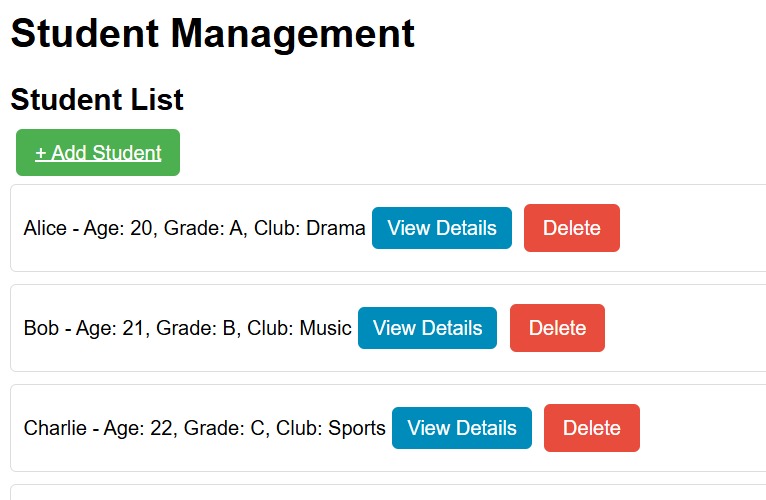 Student Management
Student List
+ Add Student
Alice - Age: 20, Grade: A, Club: Drama View Details Delete
Bob - Age: 21, Grade: B, Club: Music View Details Delete
Charlie - Age: 22, Grade: C, Club: Sports View Details Delete